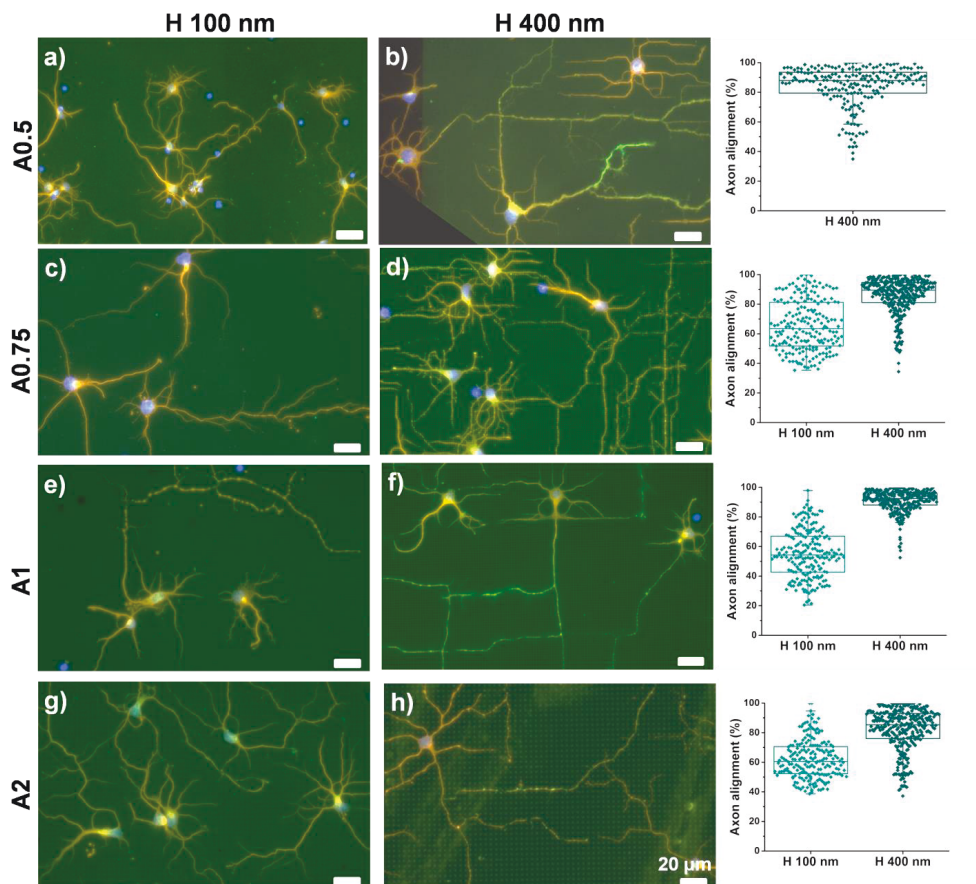 H 100 nm
H 400 nm
A0.5
a)
b)
Axon alignment (%)
100
80
60
40
20
0
H 400 nm
A0.75
c)
d)
Axon alignment (%)
100
80
60
40
20
0
H 100 nm
H 400 nm
A1
e)
f)
Axon alignment (%)
100
80
60
40
20
0
H 100 nm
H 400 nm
A2
g)
h)
20 µm
Axon alignment (%)
100
80
60
40
20
0
H 100 nm
H 400 nm